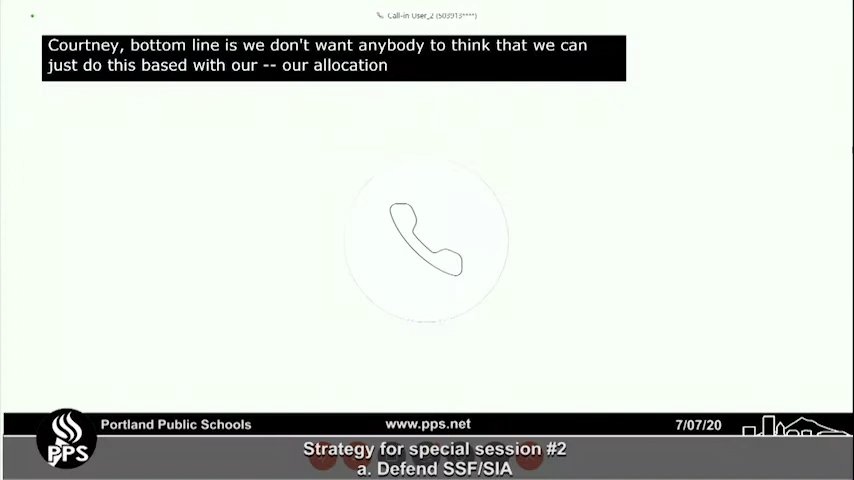 Call-in User_2 (503913****)
Courtney, bottom line is we don't want anybody to think that we can
just do this based with our -- our allocation
Portland Public Schools
www.pps.net
7/07/20
PPS
Strategy for special session #2
a. Defend SSF/SIA